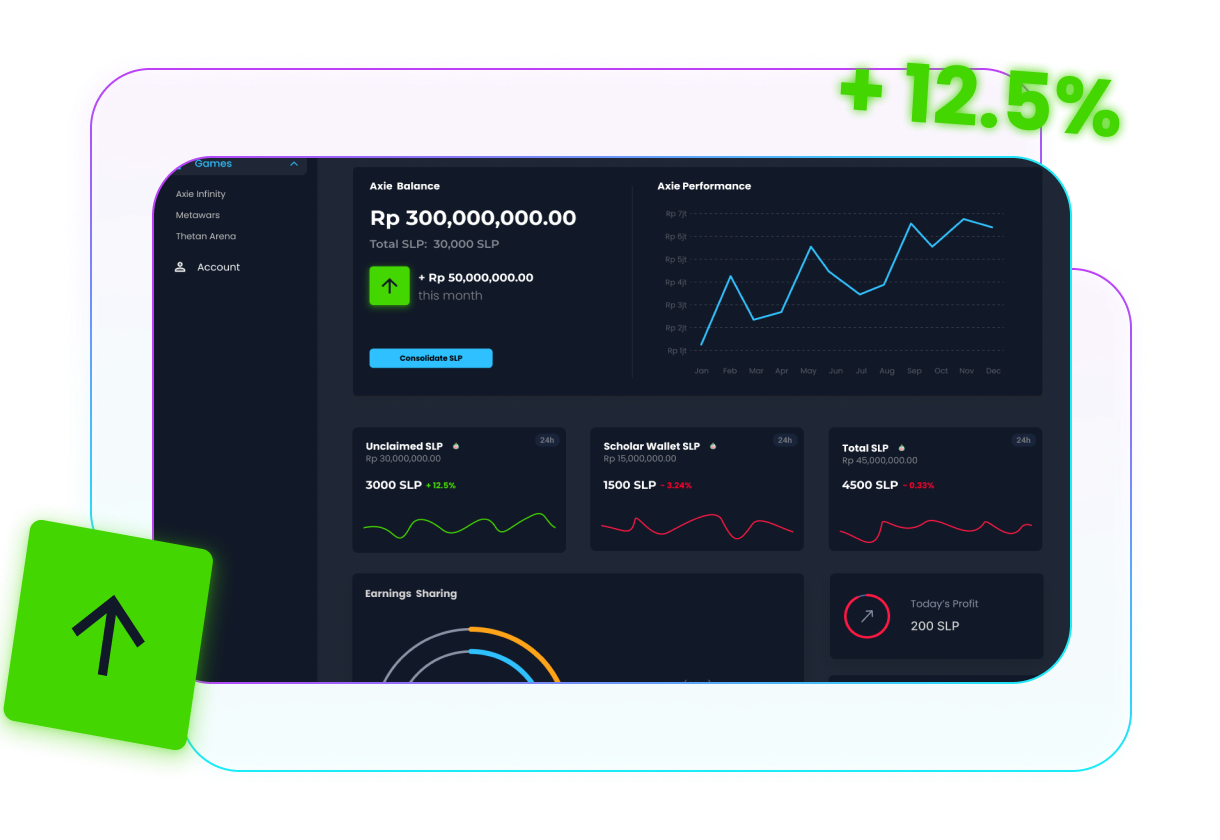 + 12.5%
Games
Axie Infinity
Metawars
Thetan Arena
Account
Axie Balance
Rp 300,000,000.00
Total SLP: 30,000 SLP
+ Rp 50,000,000.00
this month
Consolidate SLP
Axie Performance
Rp 7jt
Rp 6jt
Rp 5jt
Rp 4jt
Rp 3jt
Rp 2jt
Rp 1jt
Jan Feb Mar Apr May Jun Jul Aug Sep Oct Nov Dec
Unclaimed SLP 24h
Rp 30,000,000.00
3000 SLP + 12.5%
Scholar Wallet SLP 24h
Rp 15,000,000.00
1500 SLP - 3.24%
Total SLP 24h
Rp 45,000,000.00
4500 SLP - 0.33%
Earnings Sharing
Today's Profit
200 SLP